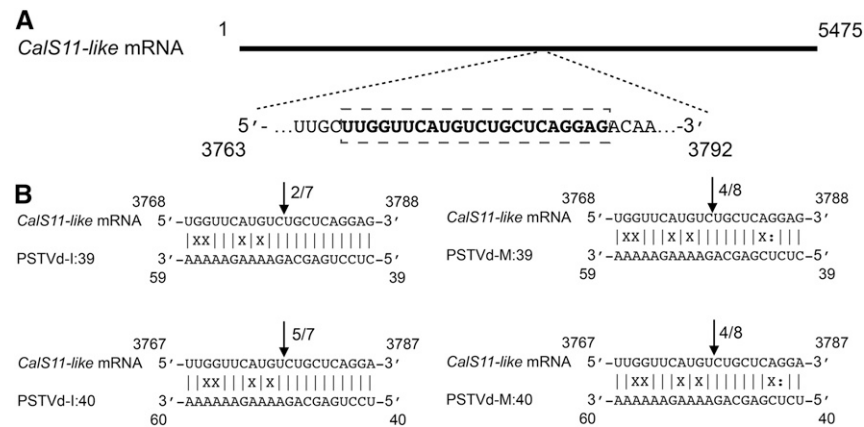 A
1
5475
CalS11-like mRNA
5′- ...UUGCUUGGUUCAUGUCUGCUCAGGAGACAA...-3′
3763
3792
B
2/7
3768
3788
CalS11-like mRNA 5′-UGGUUCAUGUCUGCUCAGGAG-3′
|xx|||x|x||||||||||||
PSTVd-I:39 3′-AAAAAGAAAAGACGAGUCCUC-5′
59
39
4/8
3768
3788
CalS11-like mRNA 5′-UGGUUCAUGUCUGCUCAGGAG-3′
|xx|||x|x|||||||x:|||
PSTVd-M:39 3′-AAAAAGAAAAGACGAGCUCUC-5′
59
39
5/7
3767
3787
CalS11-like mRNA 5′-UUGGUUCAUGUCUGCUCAGGA-3′
||xx|||x|x|||||||||||
PSTVd-I:40 3′-AAAAAAGAAAAGACGAGUCCU-5′
60
40
4/8
3767
3787
CalS11-like mRNA 5′-UUGGUUCAUGUCUGCUCAGGA-3′
||xx|||x|x|||||||x:||
PSTVd-M:40 3′-AAAAAAGAAAAGACGAGCUCU-5′
60
40